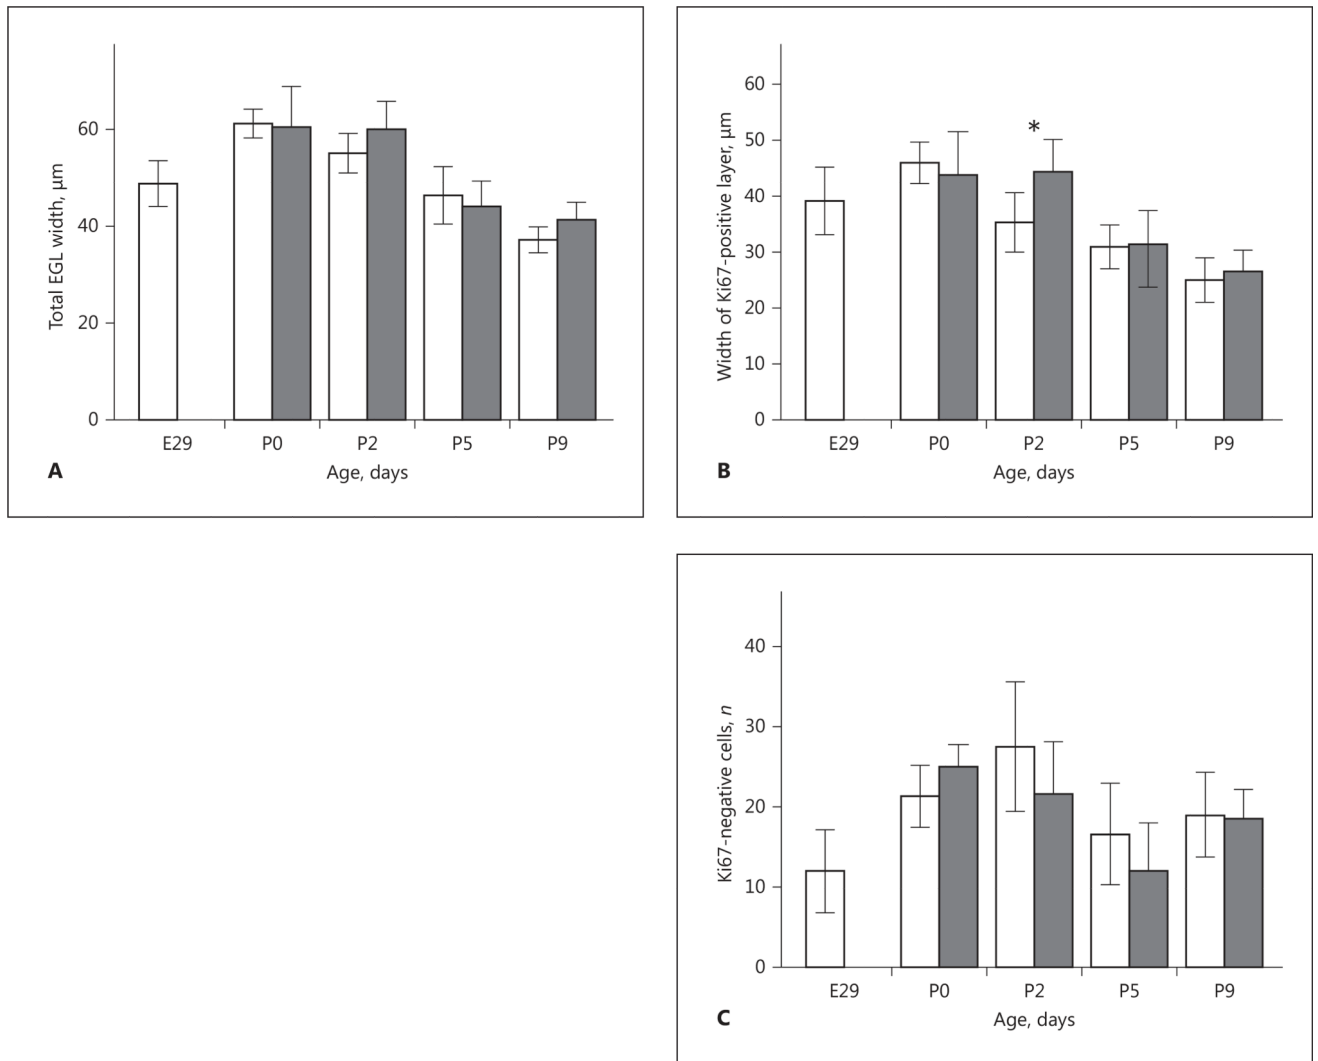 Total EGL width, μm
60
40
20
0
E29 P0 P2 P5 P9
Age, days
A
Width of Ki67-positive layer, μm
60
50
40
30
20
10
0
*
E29 P0 P2 P5 P9
Age, days
B
Ki67-negative cells, n
40
30
20
10
0
E29 P0 P2 P5 P9
Age, days
C